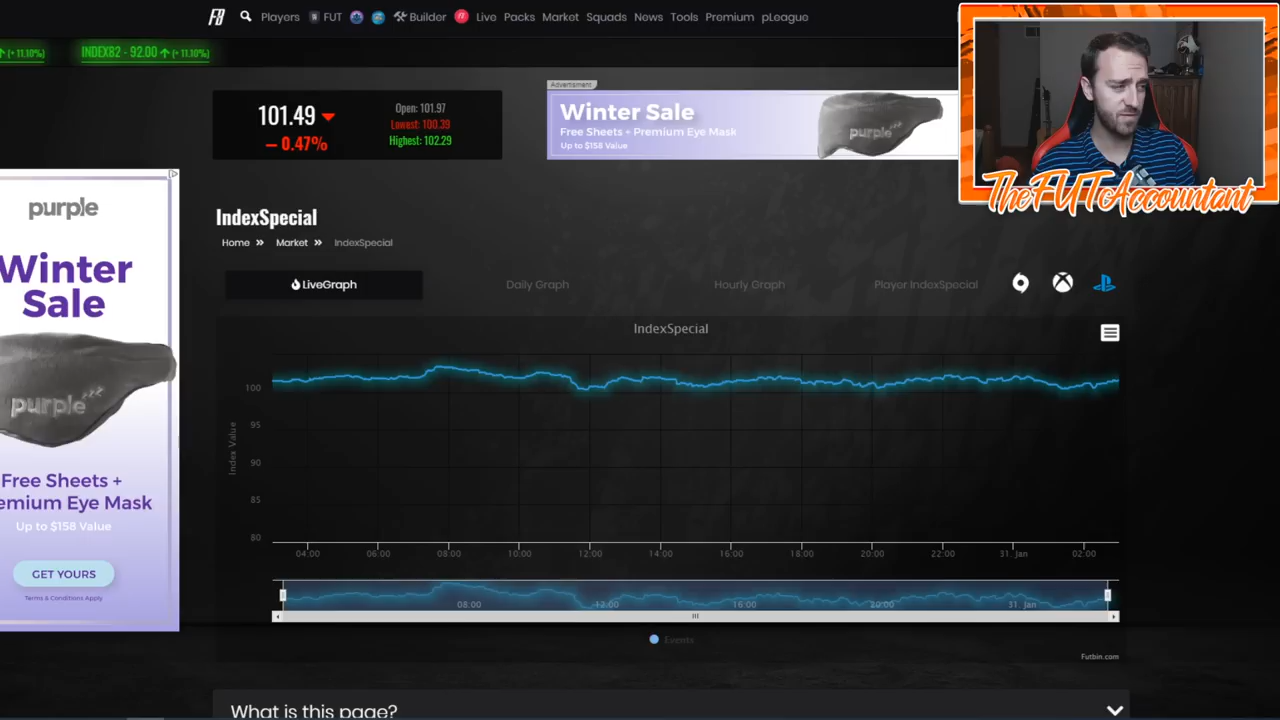 Players FUT Builder Live Packs Market Squads News Tools Premium pLeague
(+ 11.10%) INDEX82 - 92.00 (+ 11.10%)
101.49
– 0.47%
Open: 101.97
Lowest: 100.39
Highest: 102.29
Advertisment
Winter Sale
Free Sheets + Premium Eye Mask
Up to $158 Value
purple
TheFUTAccountant
purple
Winter
Sale
purple
Free Sheets +
emium Eye Mask
Up to $158 Value
GET YOURS
Terms & Conditions Apply
IndexSpecial
Home Market IndexSpecial
LiveGraph Daily Graph Hourly Graph Player IndexSpecial
IndexSpecial
Index Value
100
95
90
85
80
04:00 06:00 08:00 10:00 12:00 14:00 16:00 18:00 20:00 22:00 31. Jan 02:00
08:00 12:00 16:00 20:00 31. Jan
Events
Futbin.com
What is this page?